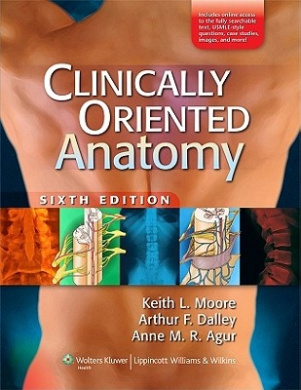 Includes online access
to the fully searchable
text, USMLE-style
questions, case studies,
images, and more!
CLINICALLY
ORIENTED
Anatomy
SIXTH EDITION
Keith L. Moore
Arthur F. Dalley
Anne M. R. Agur
Wolters Kluwer | Lippincott Williams & Wilkins
Health